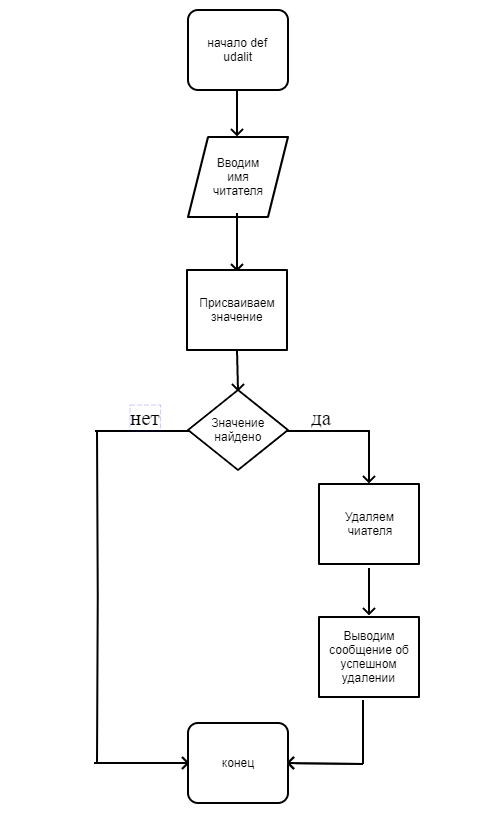 начало def
udalit
Вводим
имя
читателя
Присваиваем
значение
нет
Значение
найдено
да
Удаляем
чиателя
Выводим
сообщение об
успешном
удалении
конец